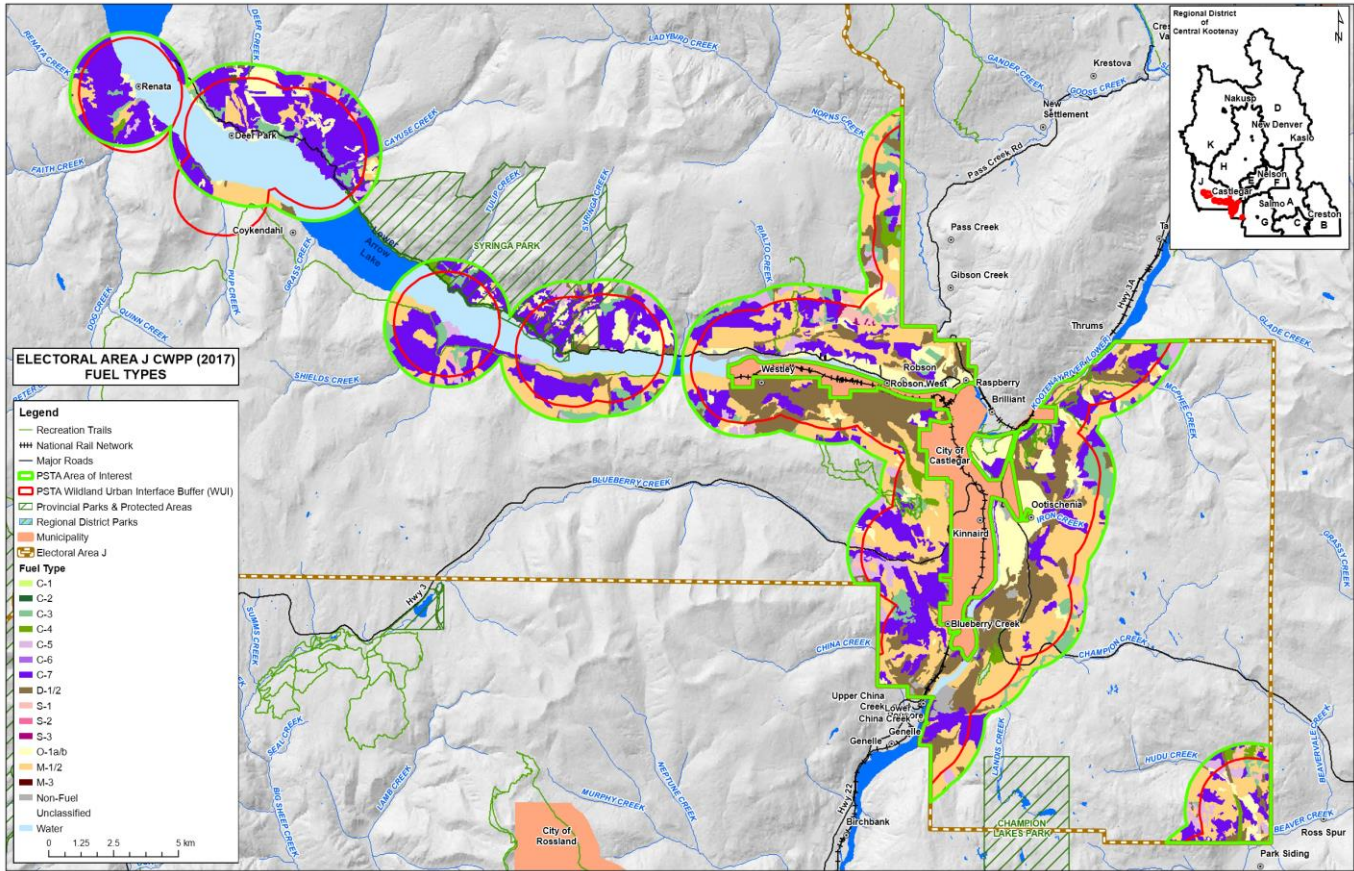 Regional District
of
Central Kootenay
N
Nakusp
D
New Denver
Kaslo
K
H
Nelson
E
F
J
Castlegar
Salmo
A
Creston
G
C
B
RENATA CREEK
DEER CREEK
LADYBIRD CREEK
GANDER CREEK
Krestova
GOOSE CREEK
New
Settlement
Renata
Deer Park
CAYUSE CREEK
NORNS CREEK
Pass Creek Rd
FAITH CREEK
TULIP CREEK
SYRINGA CREEK
SYRINGA PARK
Coykendahl
Lower
Arrow
Lake
RIALTO CREEK
Pass Creek
Gibson Creek
DOG CREEK
PUP CREEK
GRASS CREEK
QUINN CREEK
Hwy 3A
Thrums
GLADE CREEK
SHIELDS CREEK
Westley
Robson
Robson West
Raspberry
Brilliant
KOOTENAY RIVER LOWER
MCPHEE CREEK
City of
Castlegar
BLUEBERRY CREEK
Ootischenia
IRON CREEK
Kinnaird
GRASSY CREEK
Hwy 3
Blueberry Creek
SUMMS CREEK
CHINA CREEK
CHAMPION CREEK
Upper China
Creek
Lower
China Creek
Genelle
Genelle
SEAL CREEK
LAMB CREEK
BIG SHEEP CREEK
NEPTUNE CREEK
MURPHY CREEK
LANDIS CREEK
HUDU CREEK
BEAVERVALE CREEK
Hwy 22
Birchbank
CHAMPION
LAKES PARK
BEAVER CREEK
Ross Spur
Park Siding
City of
Rossland
ELECTORAL AREA J CWPP (2017)
FUEL TYPES
Legend
Recreation Trails
National Rail Network
Major Roads
PSTA Area of Interest
PSTA Wildland Urban Interface Buffer (WUI)
Provincial Parks & Protected Areas
Regional District Parks
Municipality
Electoral Area J
Fuel Type
C-1
C-2
C-3
C-4
C-5
C-6
C-7
D-1/2
S-1
S-2
S-3
O-1a/b
M-1/2
M-3
Non-Fuel
Unclassified
Water
0 1.25 2.5 5 km